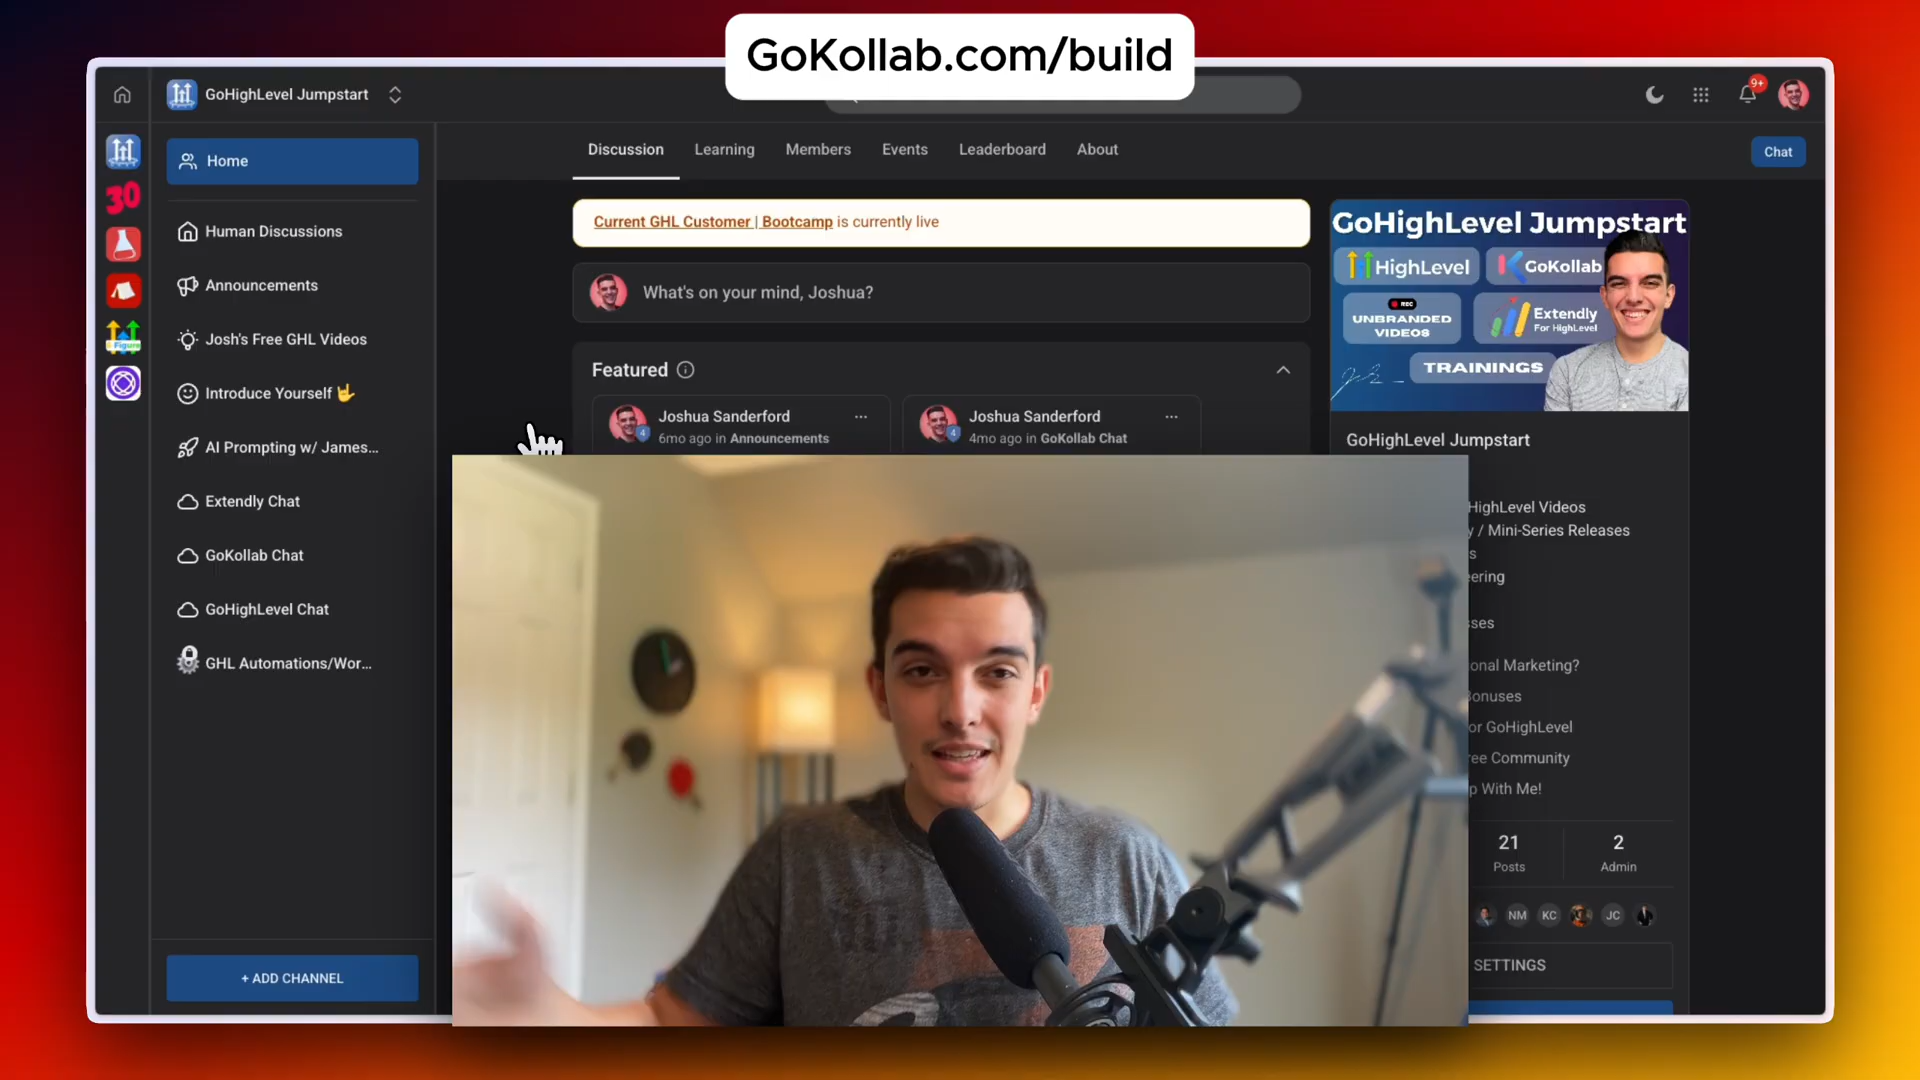 GoKollab.com/build
GoHighLevel Jumpstart
9+
30
6 Figure
Home
Human Discussions
Announcements
Josh's Free GHL Videos
Introduce Yourself 🤟
AI Prompting w/ James...
Extendly Chat
GoKollab Chat
GoHighLevel Chat
GHL Automations/Wor...
+ ADD CHANNEL
Discussion
Learning
Members
Events
Leaderboard
About
Chat
Current GHL Customer | Bootcamp is currently live
What's on your mind, Joshua?
Featured
Joshua Sanderford
4
6mo ago in Announcements
Joshua Sanderford
4
4mo ago in GoKollab Chat
GoHighLevel Jumpstart
HighLevel
GoKollab
REC
UNBRANDED
VIDEOS
Extendly
For HighLevel
TRAININGS
GoHighLevel Jumpstart
HighLevel Videos
/ Mini-Series Releases
Marketing?
or GoHighLevel
Community
With Me!
21
Posts
2
Admin
NM
KC
JC
SETTINGS